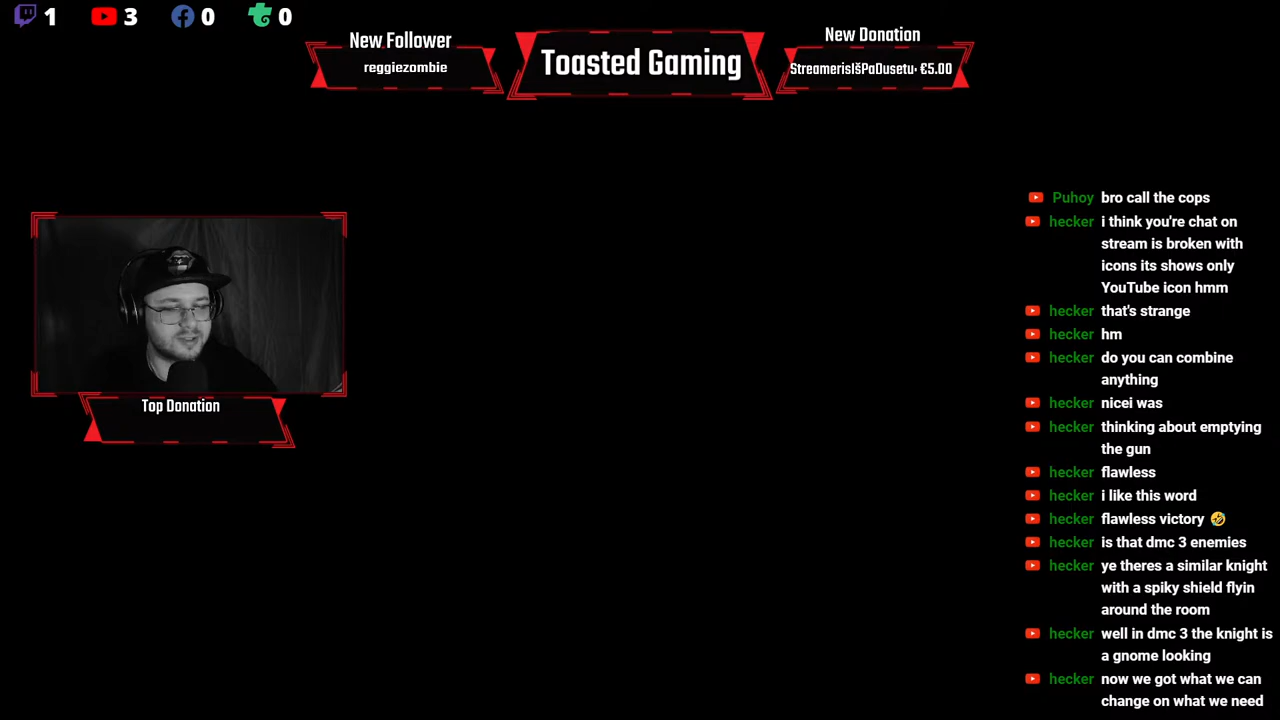 1 3 0 0
New Follower
reggiezombie
Toasted Gaming
New Donation
StreamerisIšPaDusetu· €5.00
Top Donation
Puhoy bro call the cops
hecker i think you're chat on
stream is broken with
icons its shows only
YouTube icon hmm
hecker that's strange
hecker hm
hecker do you can combine
anything
hecker nicei was
hecker thinking about emptying
the gun
hecker flawless
hecker i like this word
hecker flawless victory 🤣
hecker is that dmc 3 enemies
hecker ye theres a similar knight
with a spiky shield flyin
around the room
hecker well in dmc 3 the knight is
a gnome looking
hecker now we got what we can
change on what we need